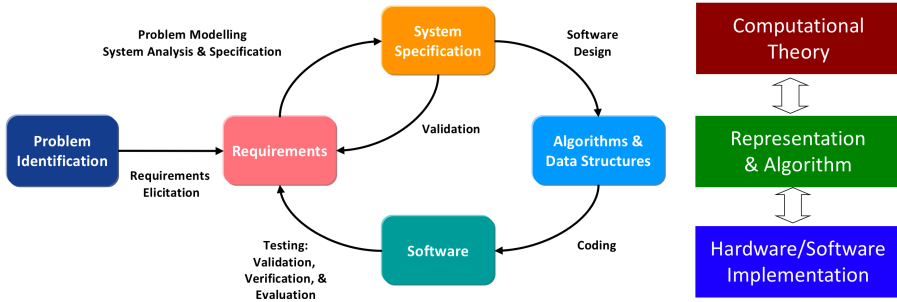 Problem Modelling
System Analysis & Specification
System
Specification
Software
Design
Problem
Identification
Requirements
Elicitation
Requirements
Validation
Algorithms &
Data Structures
Testing:
Validation,
Verification, &
Evaluation
Software
Coding
Computational
Theory
Representation
& Algorithm
Hardware/Software
Implementation